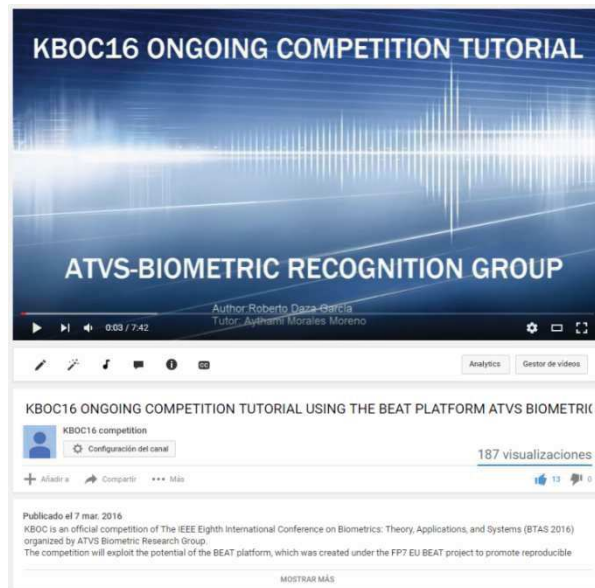 KBOC16 ONGOING COMPETITION TUTORIAL
ATVS-BIOMETRIC RECOGNITION GROUP
Author:Roberto Daza García
Tutor: Aythami Morales Moreno
0:03 / 7:42
CC
Analytics
Gestor de vídeos
KBOC16 ONGOING COMPETITION TUTORIAL USING THE BEAT PLATFORM ATVS BIOMETRIC
KBOC16 competition
Configuración del canal
187 visualizaciones
Añadir a
Compartir
••• Más
13
0
Publicado el 7 mar. 2016
KBOC is an official competition of The IEEE Eighth International Conference on Biometrics: Theory, Applications, and Systems (BTAS 2016)
organized by ATVS Biometric Research Group.
The competition will exploit the potential of the BEAT platform, which was created under the FP7 EU BEAT project to promote reproducible
MOSTRAR MÁS